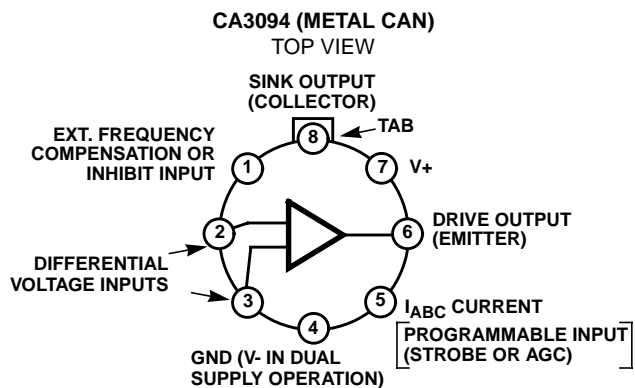 CA3094 (METAL CAN)
TOP VIEW
SINK OUTPUT
(COLLECTOR)
TAB
8
EXT. FREQUENCY
COMPENSATION OR
INHIBIT INPUT
1
7
V+
2
6
DRIVE OUTPUT
(EMITTER)
DIFFERENTIAL
VOLTAGE INPUTS
3
5
IABC CURRENT
PROGRAMMABLE INPUT
(STROBE OR AGC)
4
GND (V- IN DUAL
SUPPLY OPERATION)